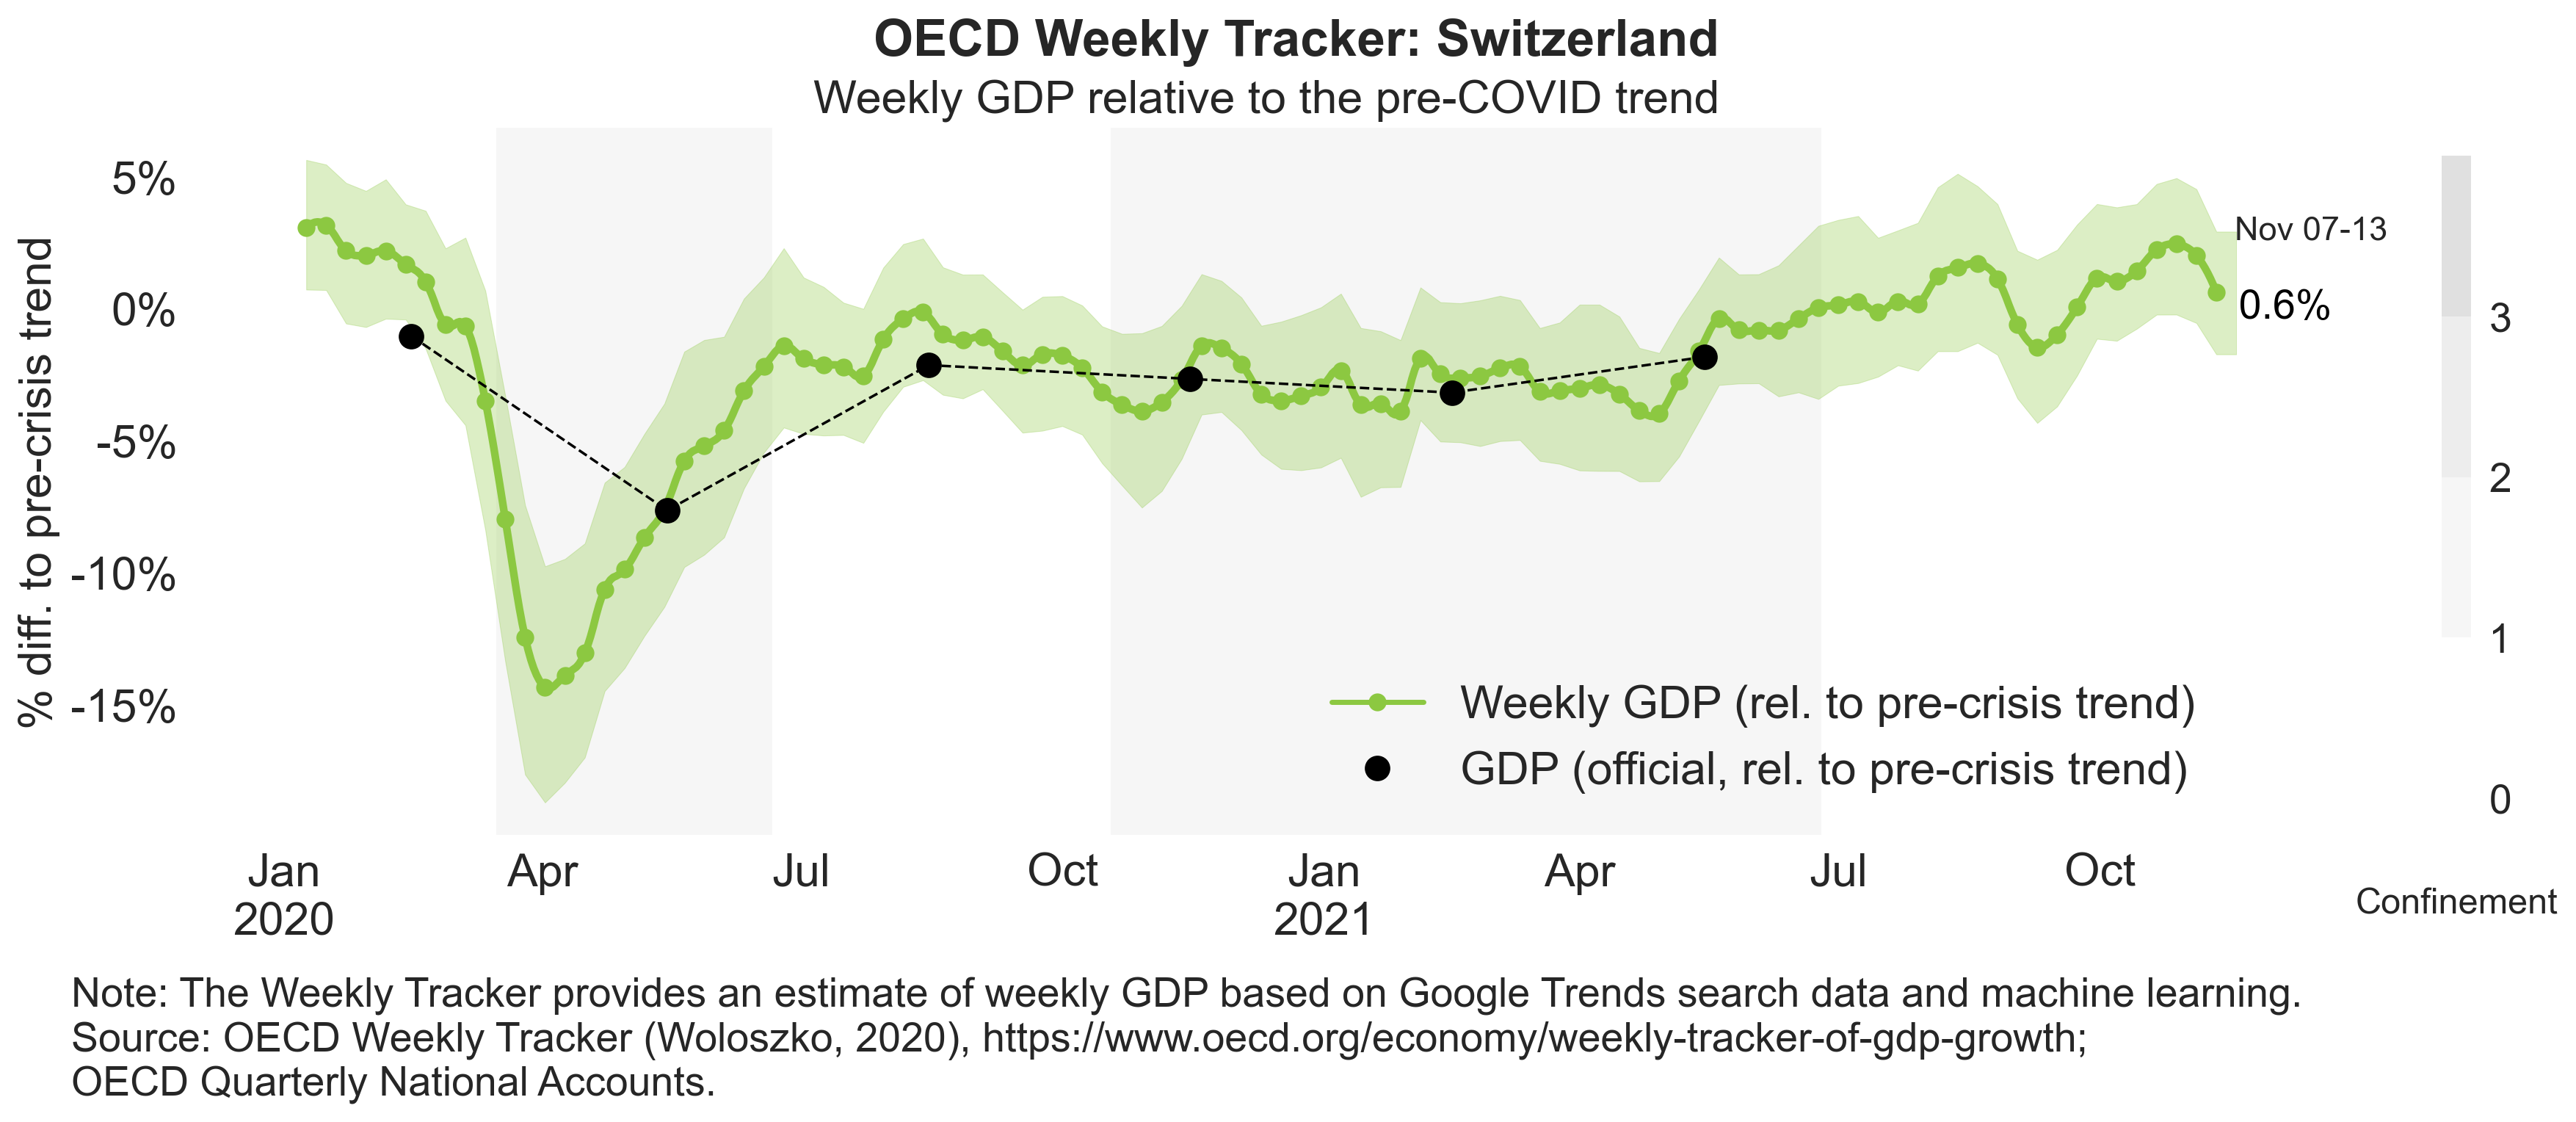 OECD Weekly Tracker: Switzerland
Weekly GDP relative to the pre-COVID trend
% diff. to pre-crisis trend
5%
0%
-5%
-10%
-15%
Nov 07-13
0.6%
3
2
1
0
Weekly GDP (rel. to pre-crisis trend)
GDP (official, rel. to pre-crisis trend)
Jan Apr Jul Oct Jan Apr Jul Oct
2020 2021
Confinement
Note: The Weekly Tracker provides an estimate of weekly GDP based on Google Trends search data and machine learning.
Source: OECD Weekly Tracker (Woloszko, 2020), https://www.oecd.org/economy/weekly-tracker-of-gdp-growth;
OECD Quarterly National Accounts.